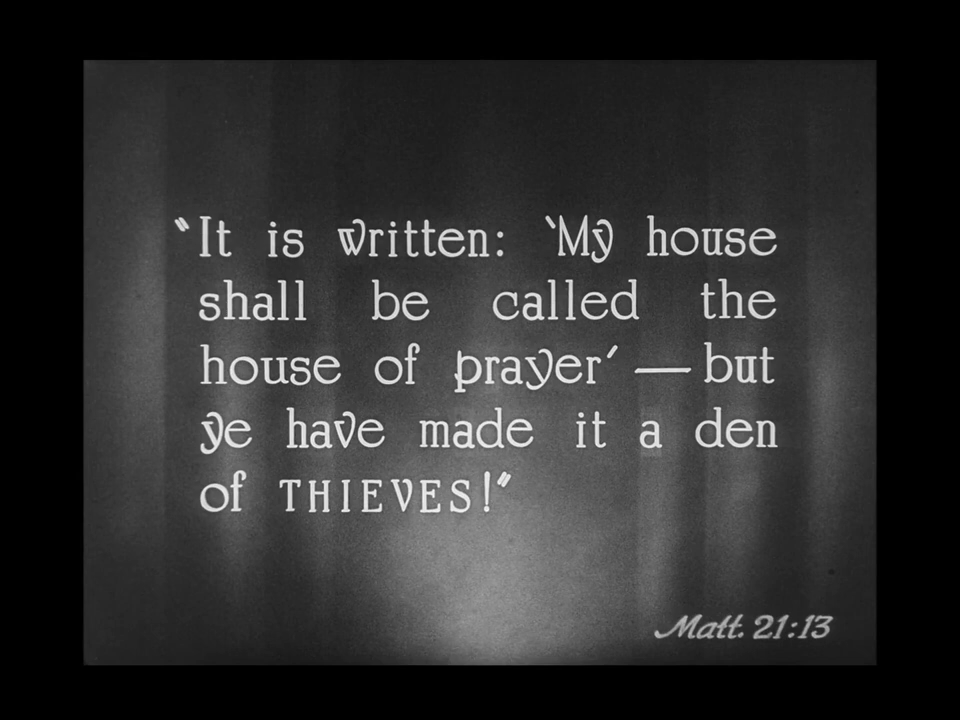 “It is written: ‘My house
shall be called the
house of prayer’ — but
ye have made it a den
of THIEVES!”
Matt. 21:13